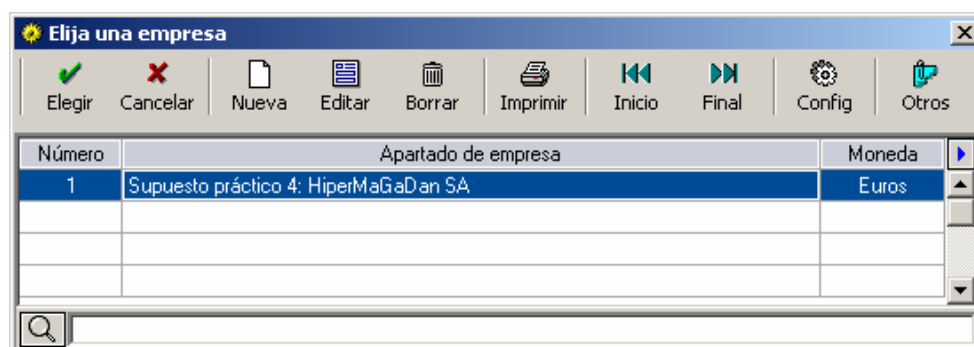 Elija una empresa
Elegir Cancelar Nueva Editar Borrar Imprimir Inicio Final Config Otros
Número Apartado de empresa Moneda
1 Supuesto práctico 4: HiperMaGaDan SA Euros